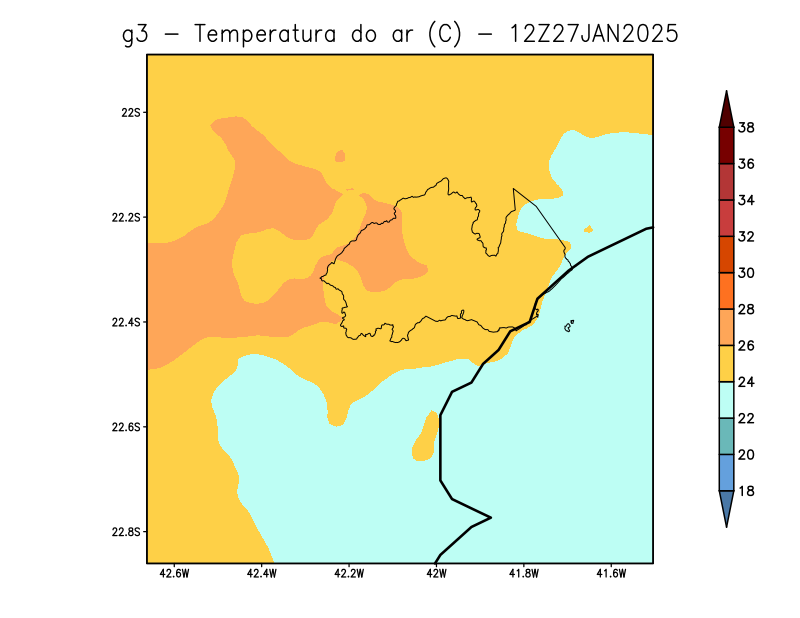 g3 − Temperatura do ar (C) − 12Z27JAN2025
22S
22.2S
22.4S
22.6S
22.8S
42.6W
42.4W
42.2W
42W
41.8W
41.6W
38
36
34
32
30
28
26
24
22
20
18